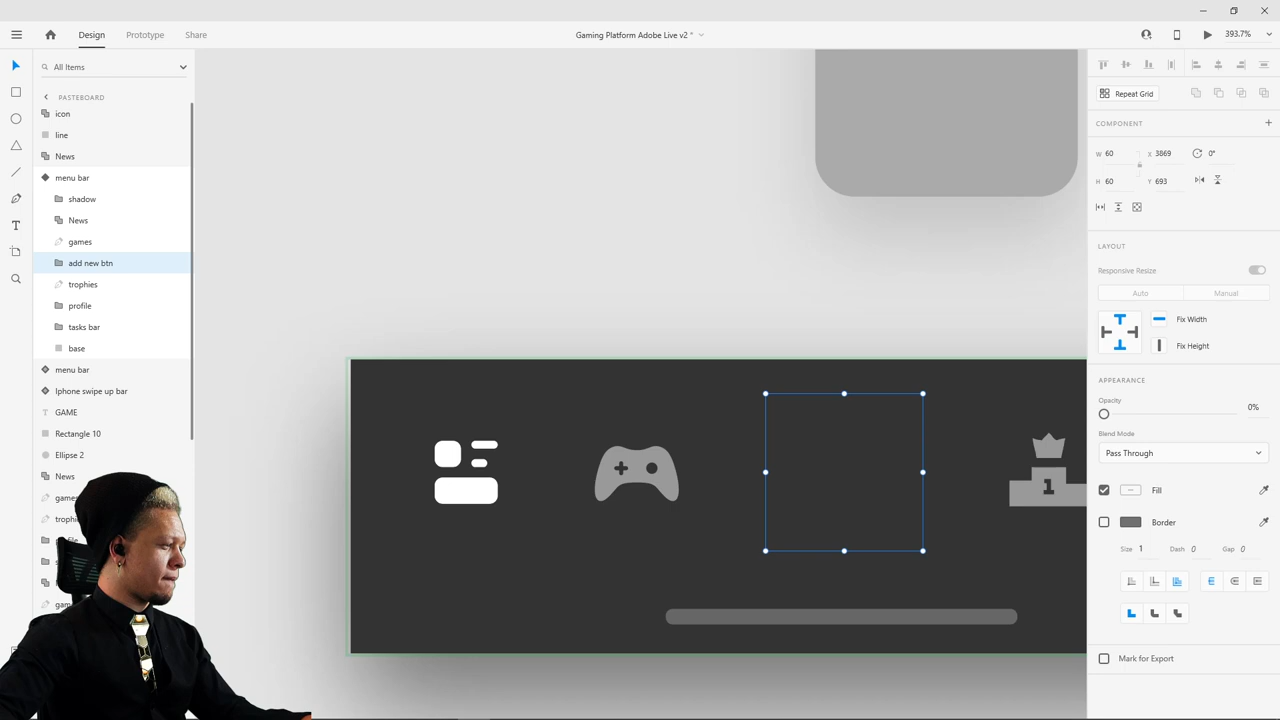 Design
Prototype
Share
Gaming Platform Adobe Live v2 *
393.7%
All Items
PASTEBOARD
icon
line
News
menu bar
shadow
News
games
add new btn
trophies
profile
tasks bar
base
menu bar
Iphone swipe up bar
GAME
Rectangle 10
Ellipse 2
News
1
Repeat Grid
COMPONENT
W 60
X 3869
0°
H 60
Y 693
LAYOUT
Responsive Resize
Auto
Manual
Fix Width
Fix Height
APPEARANCE
Opacity
0%
Blend Mode
Pass Through
Fill
Border
Size 1
Dash 0
Gap 0
Mark for Export